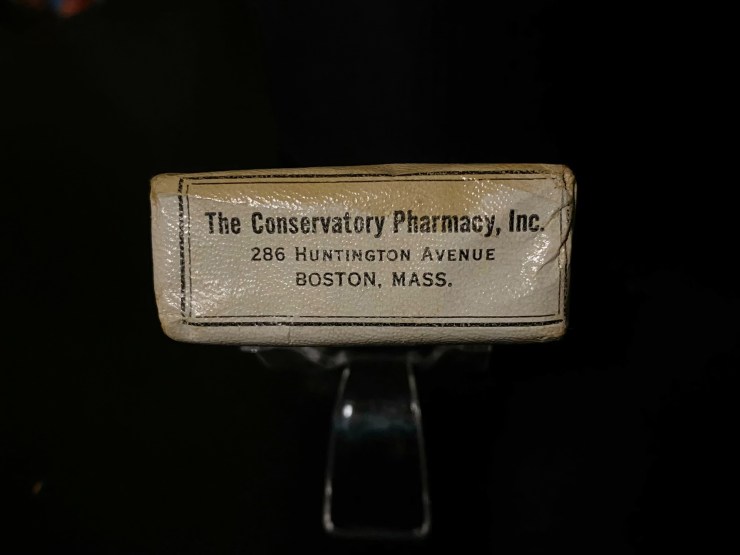 The Conservatory Pharmacy, Inc.
286 HUNTINGTON AVENUE
BOSTON, MASS.